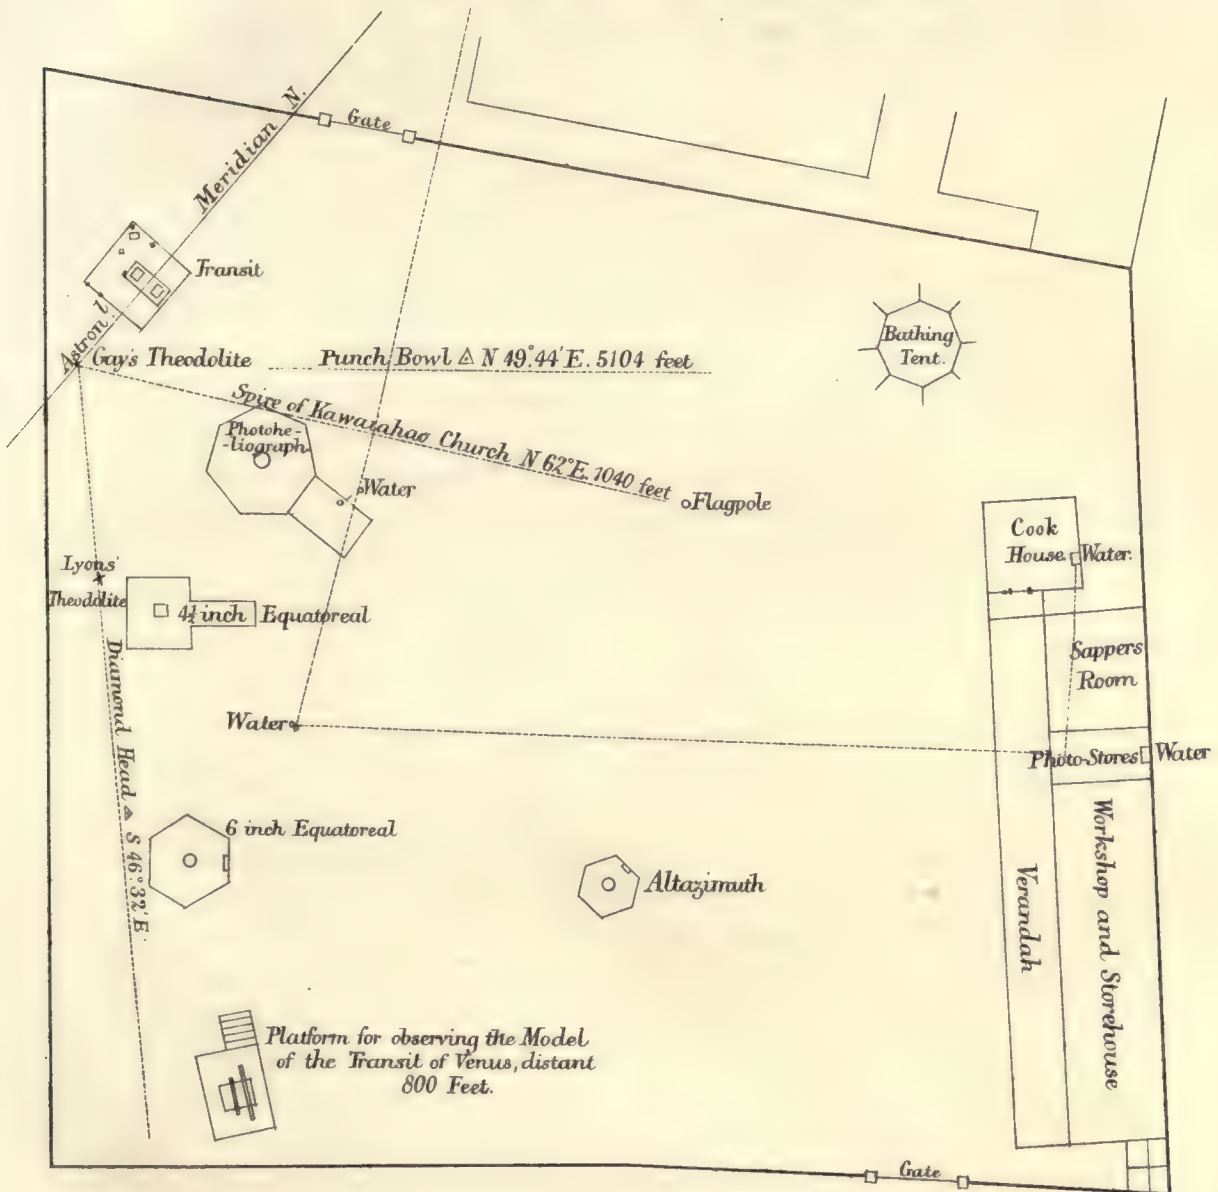 Gate
Astron.l Meridian N.
Transit
Gay's Theodolite
Punch Bowl △ N 49°.44' E. 5104 feet
Bathing
Tent.
Spire of Kawaiahao Church N 62° E. 1040 feet
Photohe-
-liograph.
Water
Flagpole
Cook
House.
Water.
Lyons'
Theodolite
4½ inch Equatoreal
Sappers
Room
Diamond Head △ S 46°.32' E.
Water
Photo-Stores
Water
6 inch Equatoreal
Altazimuth
Verandah
Workshop and Storehouse
Platform for observing the Model
of the Transit of Venus, distant
800 Feet.
Gate